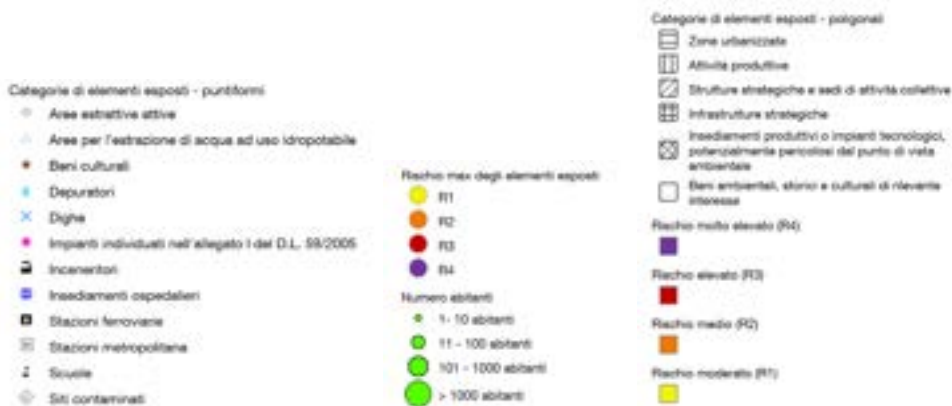 Categorie di elementi esposti - puntiformi
Aree estrattive attive
Aree per l'estrazione di acqua ad uso idropotabile
Beni culturali
Depuratori
Dighe
Impianti individuati nell'allegato I del D.L. 59/2005
Inceneritori
Insediamenti ospedalieri
Stazioni ferroviarie
Stazioni metropolitana
Scuole
Siti contaminati
Rischio max degli elementi esposti
R1
R2
R3
R4
Numero abitanti
1- 10 abitanti
11 - 100 abitanti
101 - 1000 abitanti
> 1000 abitanti
Categorie di elementi esposti - poligonali
Zone urbanizzate
Attività produttive
Strutture strategiche e sedi di attività collettive
Infrastrutture strategiche
Insediamenti produttivi o impianti tecnologici,
potenzialmente pericolosi dal punto di vista
ambientale
Beni ambientali, storici e culturali di rilevante
interesse
Rischio molto elevato (R4)
Rischio elevato (R3)
Rischio medio (R2)
Rischio moderato (R1)